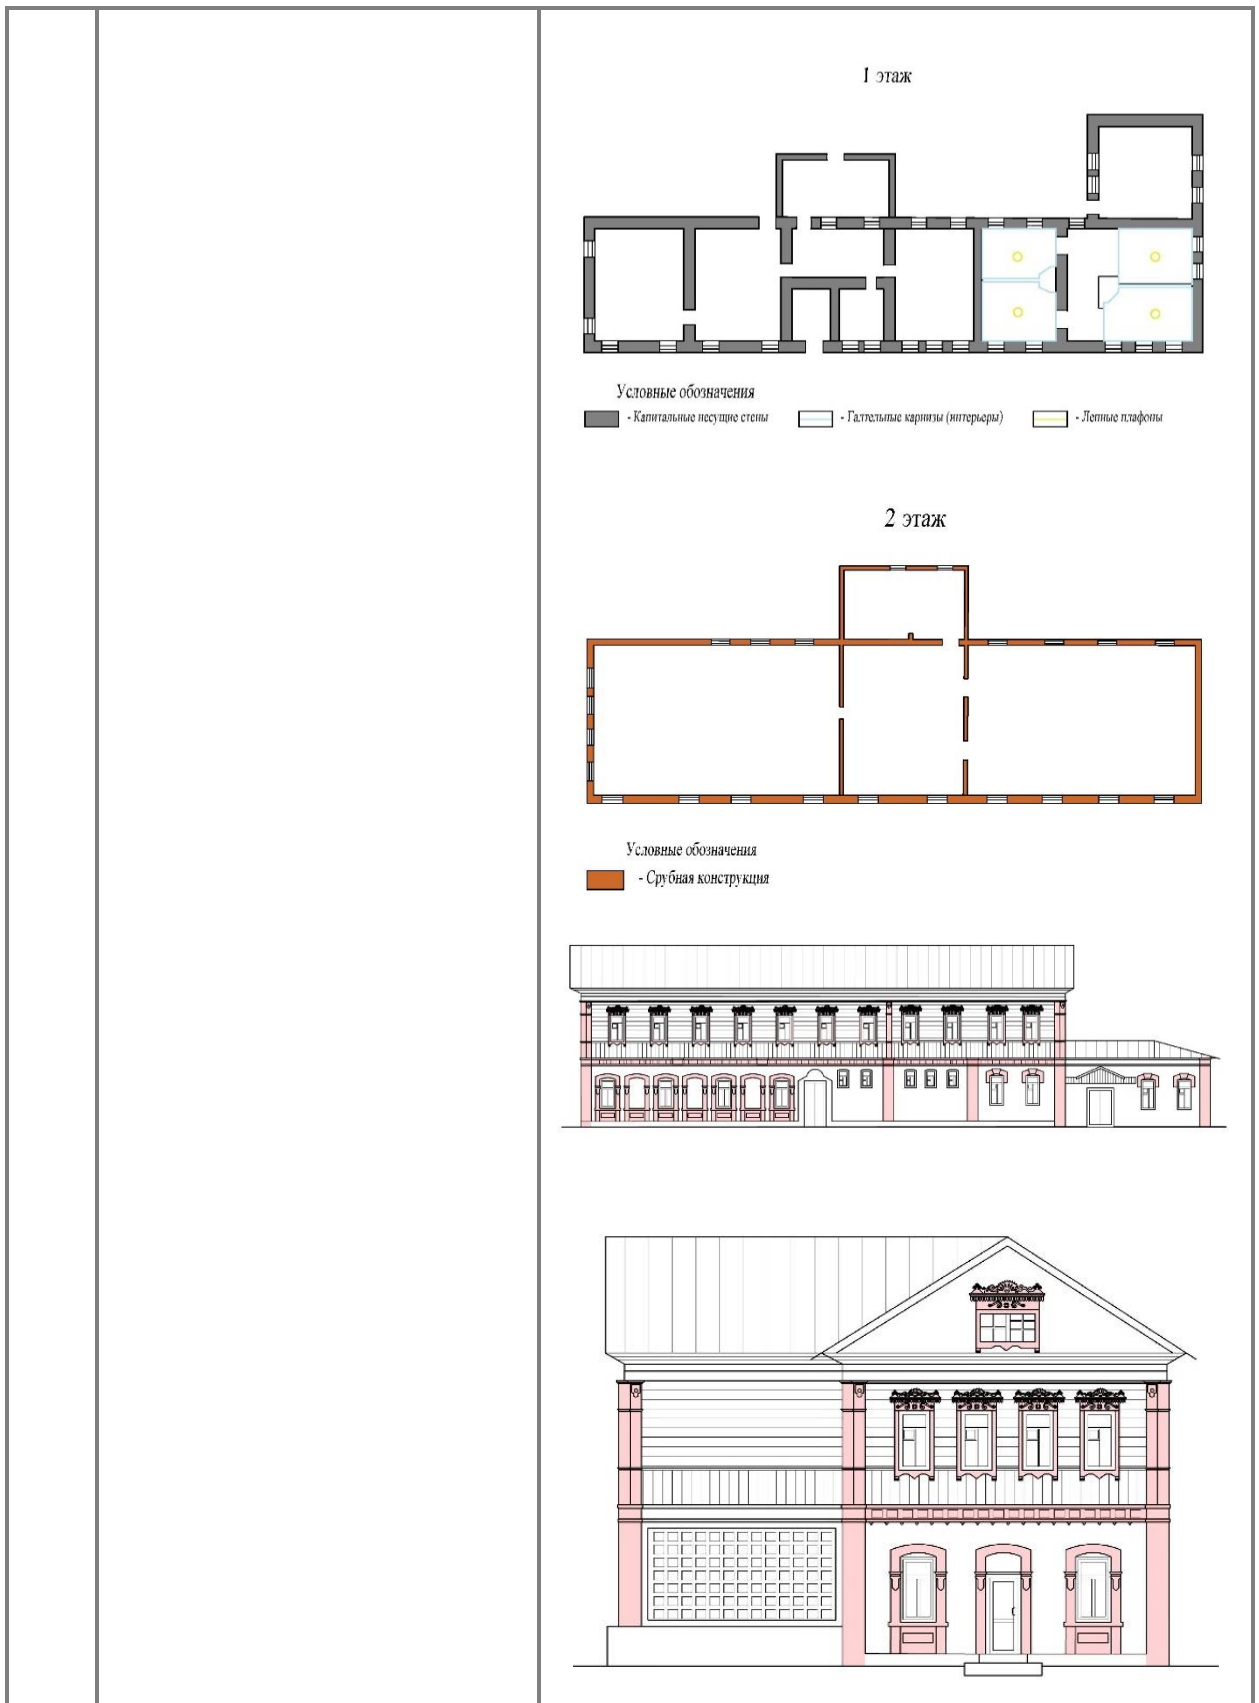 1 этаж
Условные обозначения
- Капитальные несущие стены
- Галтельные карнизы (интерьеры)
- Лепные плафоны
2 этаж
Условные обозначения
- Срубная конструкция